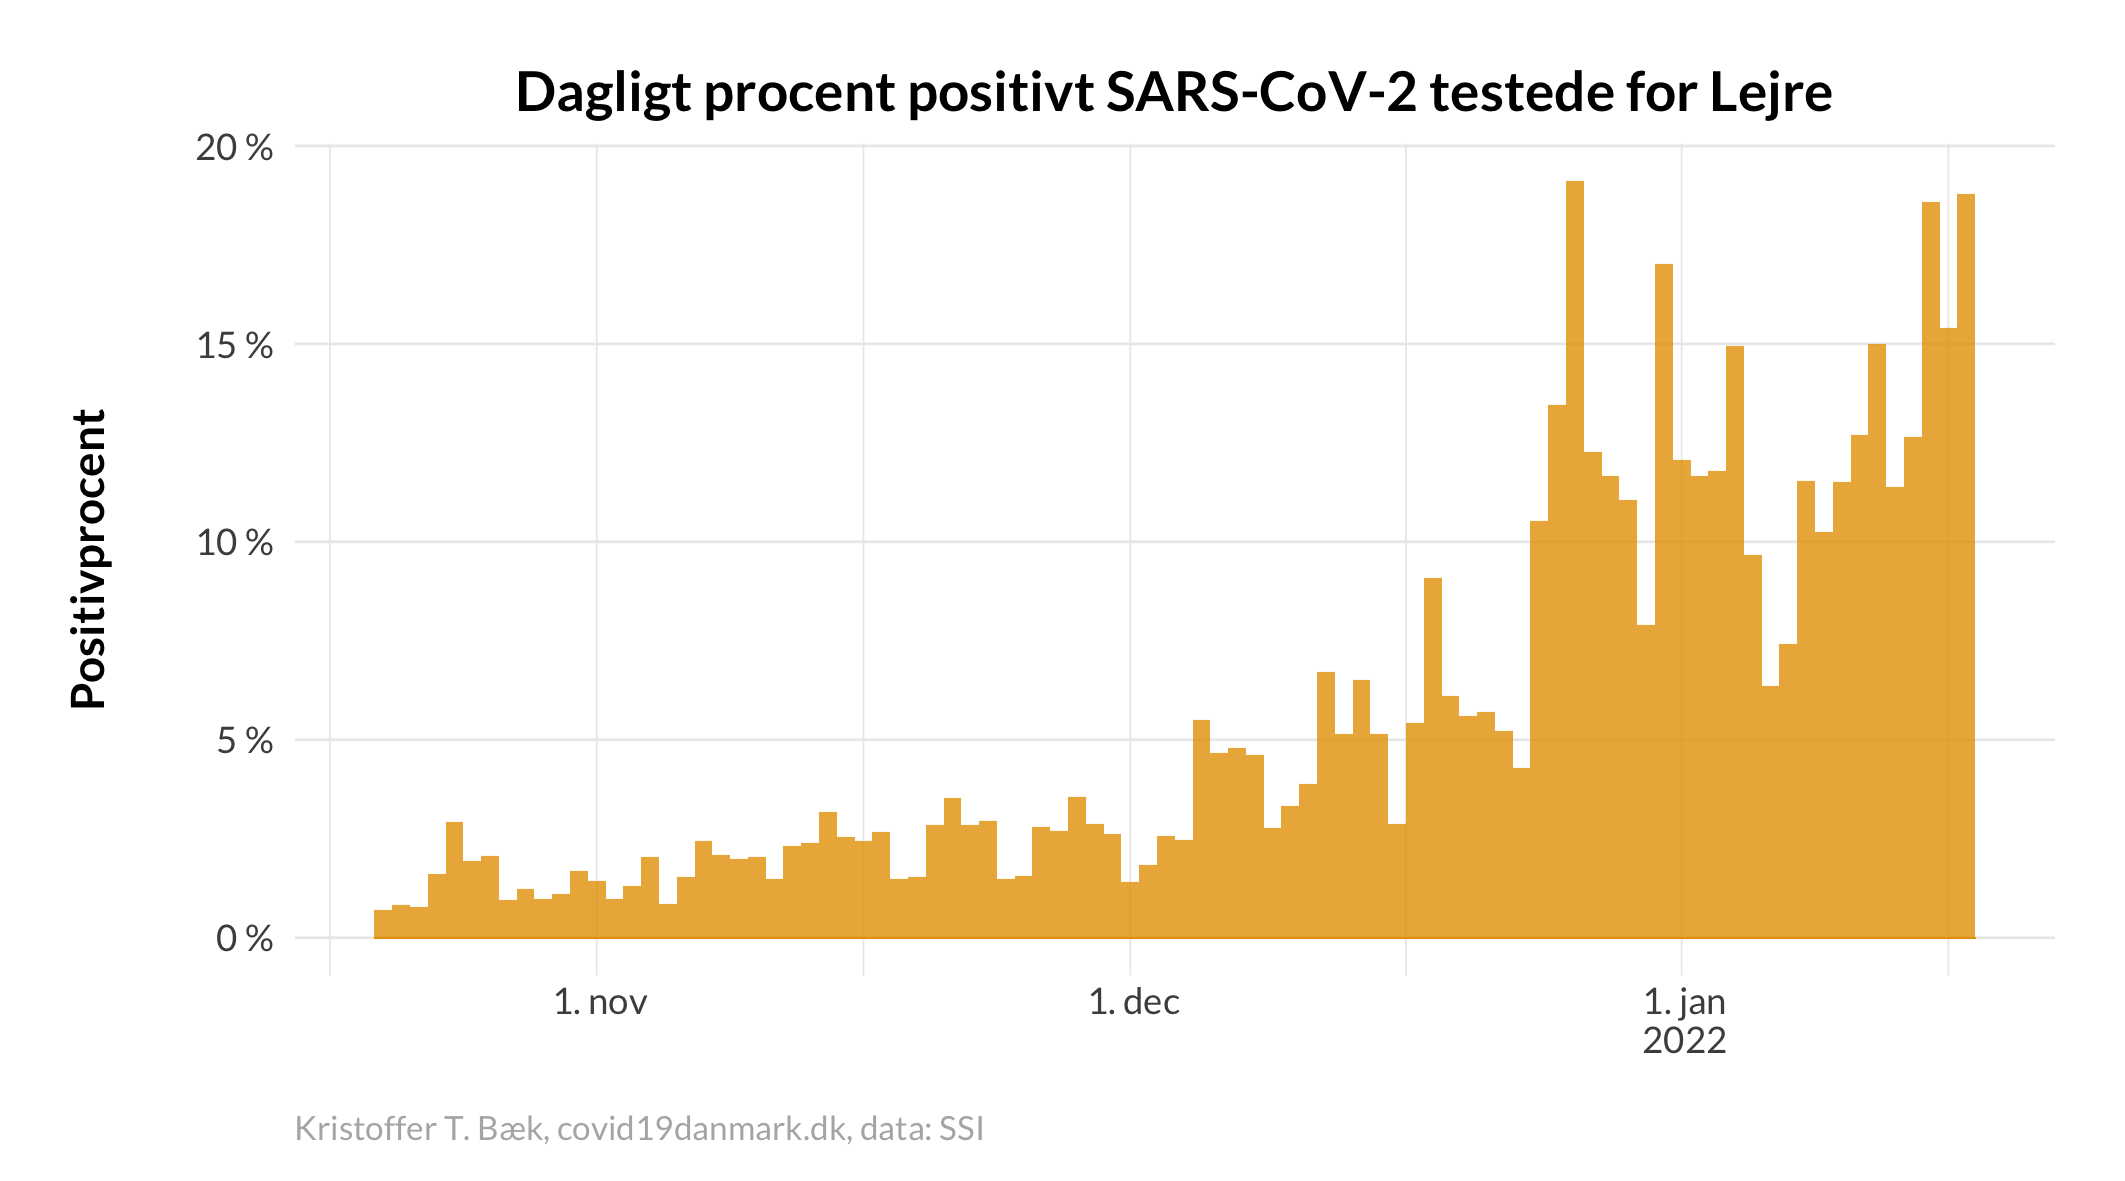 Dagligt procent positivt SARS-CoV-2 testede for Lejre
Positivprocent
20 %
15 %
10 %
5 %
0 %
1. nov
1. dec
1. jan
2022
Kristoffer T. Bæk, covid19danmark.dk, data: SSI